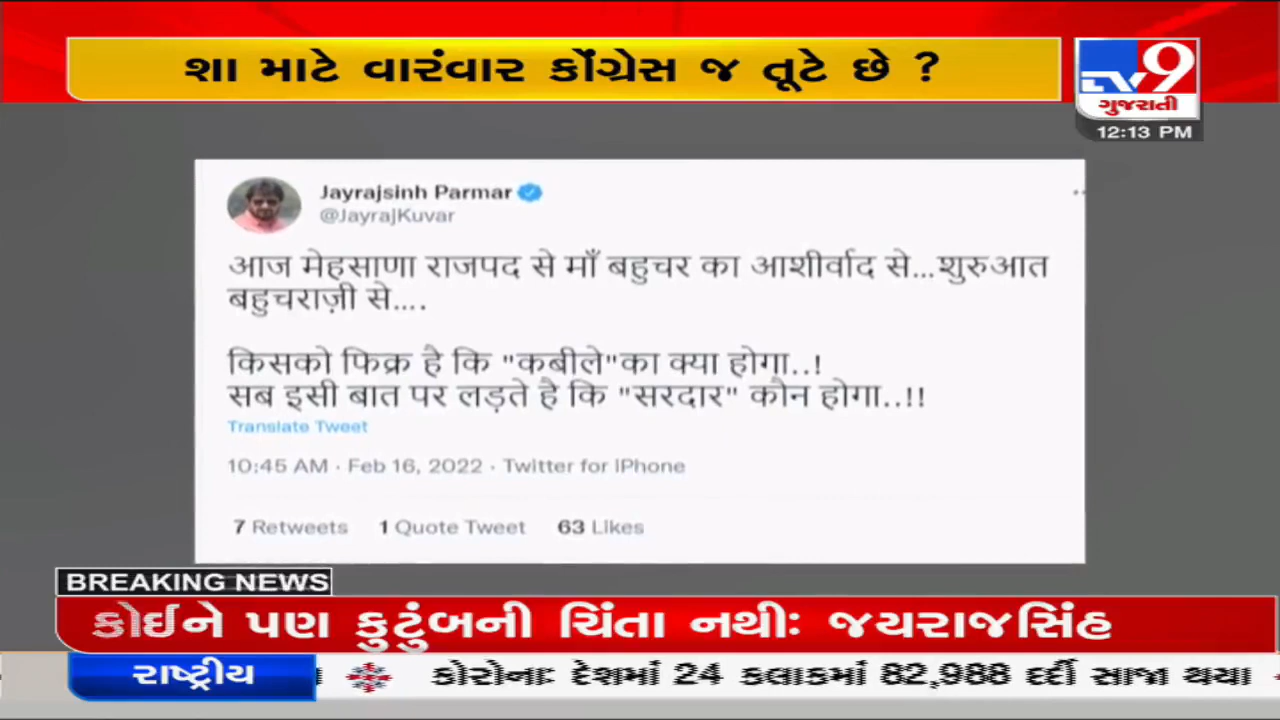 શા માટે વારંવાર કોંગ્રેસ જ તૂટે છે ?
TV9
ગુજરાતી
12:13 PM
Jayrajsinh Parmar
@JayrajKuvar
आज मेहसाणा राजपद से माँ बहुचर का आशीर्वाद से...शुरुआत
बहुचराज़ी से....
किसको फिक्र है कि "कबीले"का क्या होगा..!
सब इसी बात पर लड़ते है कि "सरदार" कौन होगा..!!
Translate Tweet
10:45 AM · Feb 16, 2022 · Twitter for iPhone
7 Retweets 1 Quote Tweet 63 Likes
BREAKING NEWS
કોઈને પણ કુટુંબની ચિંતા નથીઃ જયરાજસિંહ
રાષ્ટ્રીય
કોરોનાઃ દેશમાં 24 કલાકમાં 82,988 દર્દી સાજા થયા